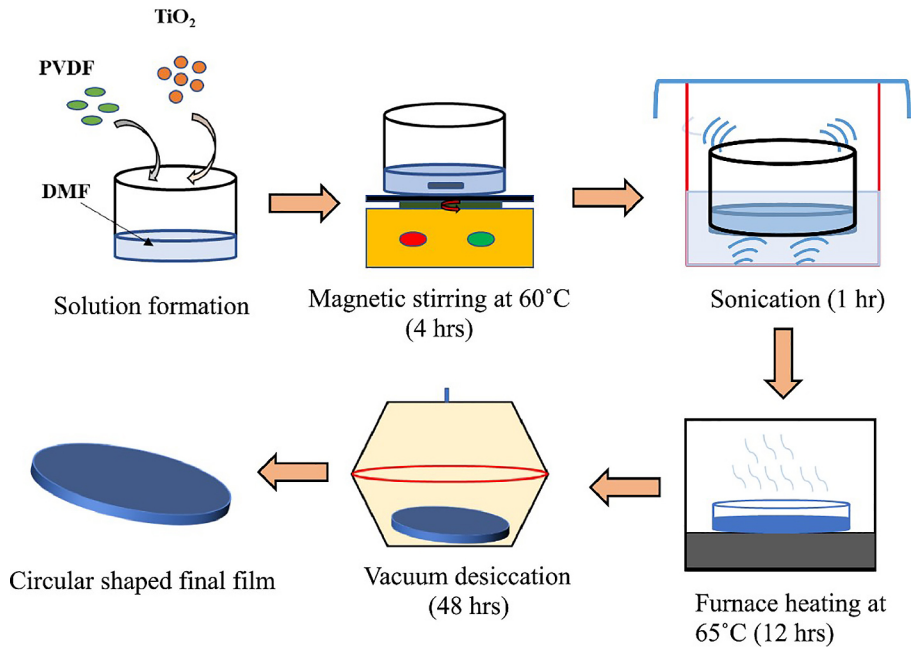 TiO₂
PVDF
DMF
Solution formation
Magnetic stirring at 60˚C
(4 hrs)
Sonication (1 hr)
Furnace heating at
65˚C (12 hrs)
Vacuum desiccation
(48 hrs)
Circular shaped final film